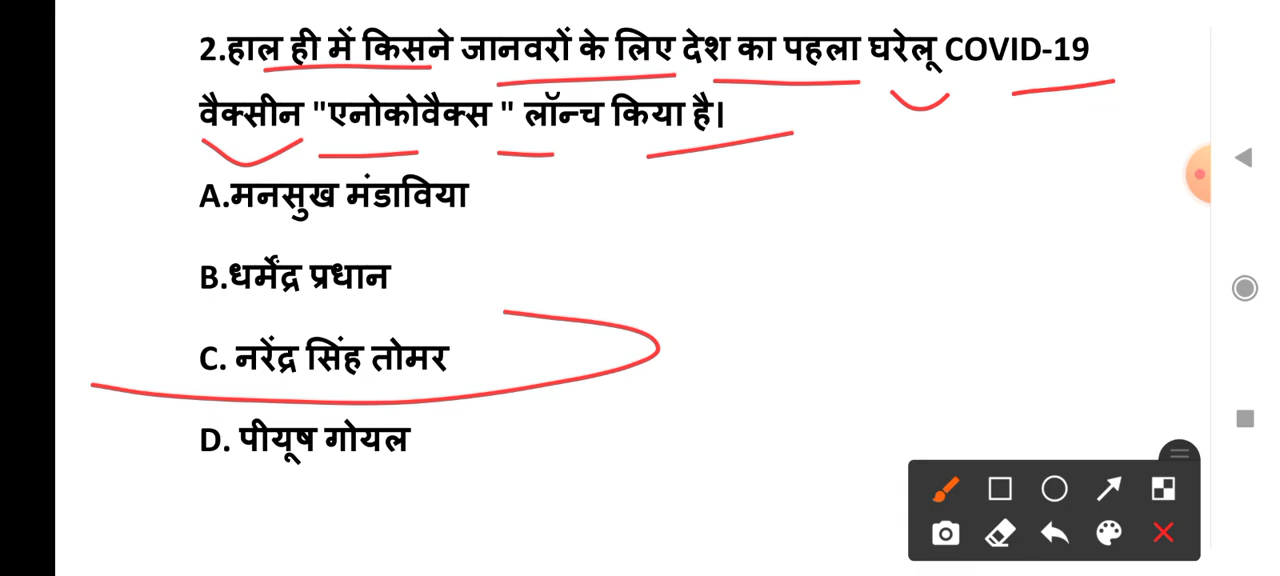 2.हाल ही में किसने जानवरों के लिए देश का पहला घरेलू COVID-19
वैक्सीन "एनोकोवैक्स " लॉन्च किया है।
A.मनसुख मंडाविया
B.धर्मेंद्र प्रधान
C. नरेंद्र सिंह तोमर
D. पीयूष गोयल